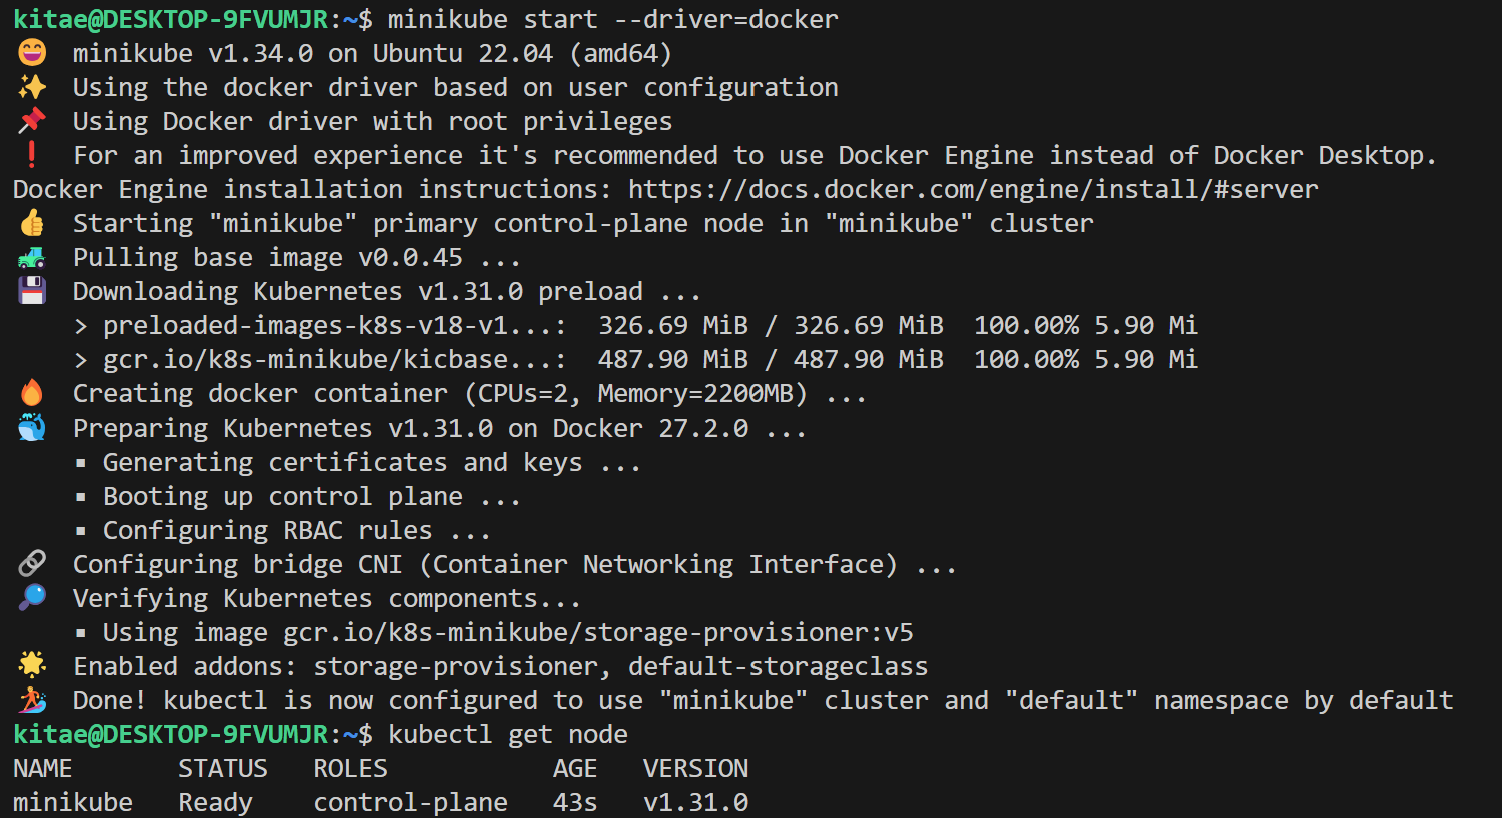 kitae@DESKTOP-9FVUMJR:~$ minikube start --driver=docker
😄  minikube v1.34.0 on Ubuntu 22.04 (amd64)
✨  Using the docker driver based on user configuration
📌  Using Docker driver with root privileges
❗  For an improved experience it's recommended to use Docker Engine instead of Docker Desktop.
Docker Engine installation instructions: https://docs.docker.com/engine/install/#server
👍  Starting "minikube" primary control-plane node in "minikube" cluster
🚜  Pulling base image v0.0.45 ...
💾  Downloading Kubernetes v1.31.0 preload ...
    > preloaded-images-k8s-v18-v1...:  326.69 MiB / 326.69 MiB  100.00% 5.90 Mi
    > gcr.io/k8s-minikube/kicbase...:  487.90 MiB / 487.90 MiB  100.00% 5.90 Mi
🔥  Creating docker container (CPUs=2, Memory=2200MB) ...
🐳  Preparing Kubernetes v1.31.0 on Docker 27.2.0 ...
    ▪ Generating certificates and keys ...
    ▪ Booting up control plane ...
    ▪ Configuring RBAC rules ...
🔗  Configuring bridge CNI (Container Networking Interface) ...
🔎  Verifying Kubernetes components...
    ▪ Using image gcr.io/k8s-minikube/storage-provisioner:v5
🌟  Enabled addons: storage-provisioner, default-storageclass
🏄  Done! kubectl is now configured to use "minikube" cluster and "default" namespace by default
kitae@DESKTOP-9FVUMJR:~$ kubectl get node
NAME       STATUS   ROLES           AGE   VERSION
minikube   Ready    control-plane   43s   v1.31.0